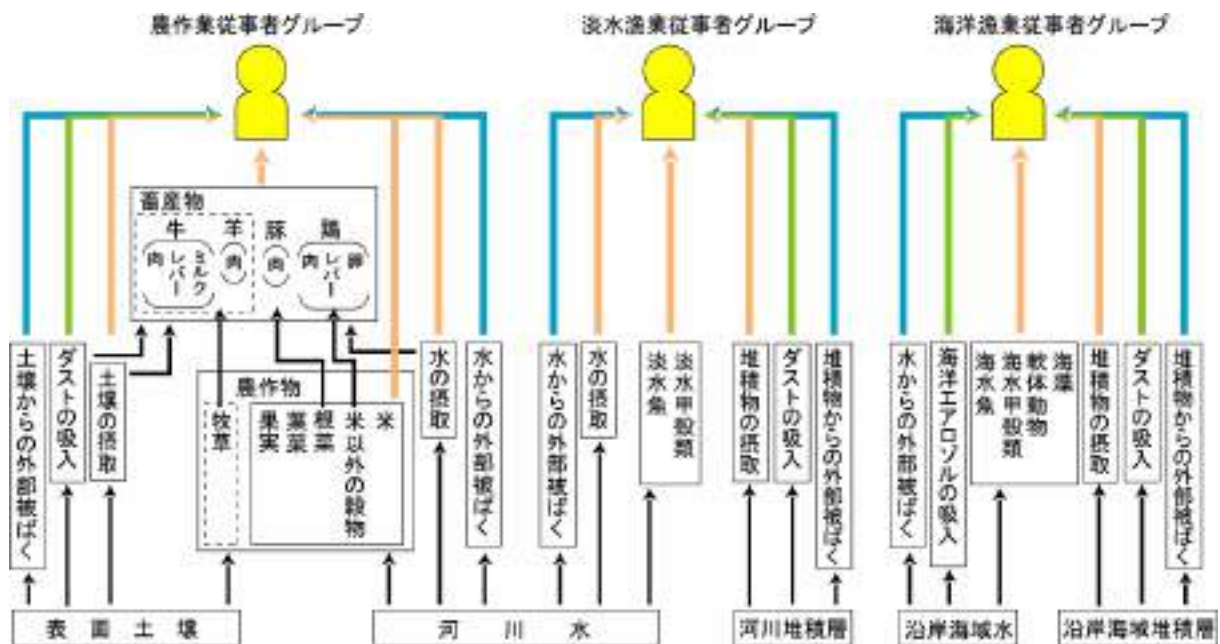 農作業従事者グループ
淡水漁業従事者グループ
海洋漁業従事者グループ
畜産物
牛
羊
豚
鶏
肉
レバー
ミルク
肉
肉
肉
レバー
卵
土壌からの外部被ばく
ダストの吸入
土壌の摂取
農作物
牧草
果実
葉菜
根菜
米以外の穀物
米
水の摂取
水からの外部被ばく
水からの外部被ばく
水の摂取
淡水魚
淡水甲殻類
堆積物の摂取
ダストの吸入
堆積物からの外部被ばく
水からの外部被ばく
海洋エアロゾルの吸入
海水魚
海水甲殻類
軟体動物
海藻
堆積物の摂取
ダストの吸入
堆積物からの外部被ばく
表面土壌
河川水
河川堆積層
沿岸海域水
沿岸海域堆積層